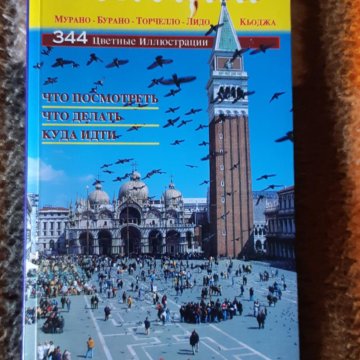 Мурано - Бурано - Торчелло - Лидо Кьоджа
344 Цветные Иллюстрации
ЧТО ПОСМОТРЕТЬ
ЧТО ДЕЛАТЬ
КУДА ИДТИ